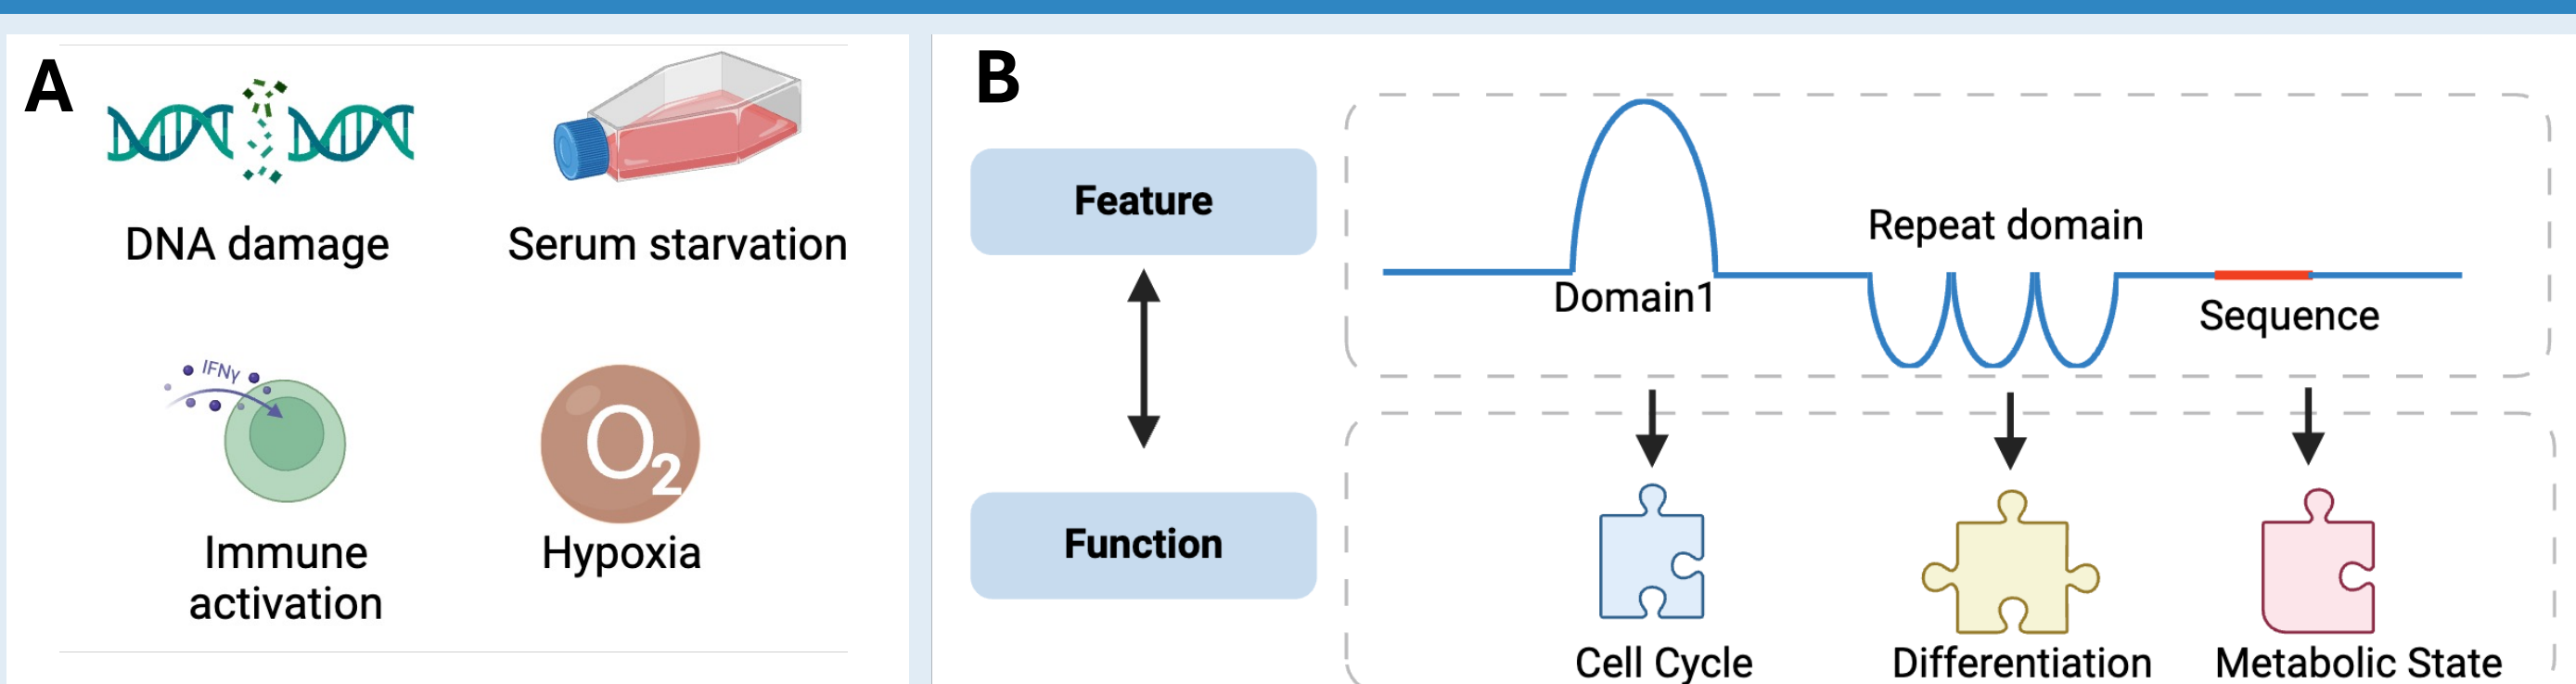 A
DNA damage
Serum starvation
IFNγ
O2
Immune
activation
Hypoxia
B
Feature
Function
Domain1
Repeat domain
Sequence
Cell Cycle
Differentiation
Metabolic State